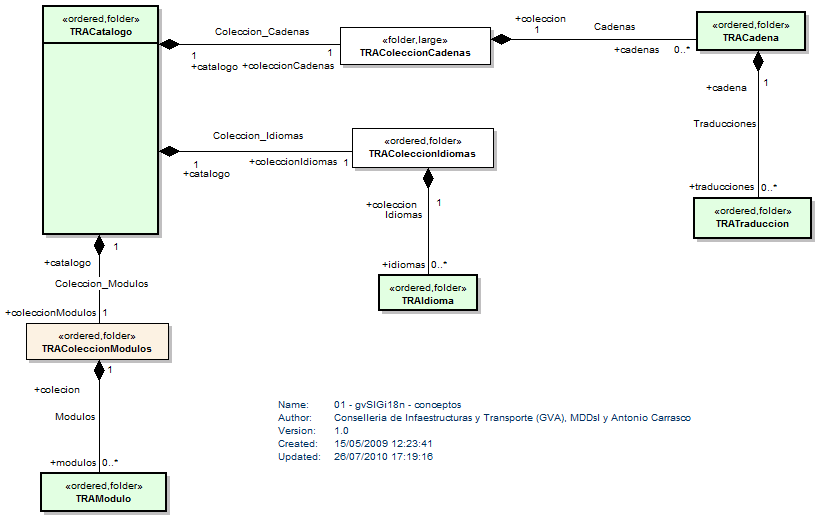 «ordered,folder»
TRACatalogo
Coleccion_Cadenas
1
1
+catalogo
+coleccionCadenas
«folder,large»
TRAColeccionCadenas
+coleccion
1
Cadenas
+cadenas
0..*
«ordered,folder»
TRACadena
1
+cadena
Traducciones
+traducciones
0..*
«ordered,folder»
TRATraduccion
Coleccion_Idiomas
1
+catalogo
+coleccionIdiomas
1
«ordered,folder»
TRAColeccionIdiomas
+coleccion
1
Idiomas
+idiomas
0..*
«ordered,folder»
TRAIdioma
1
+catalogo
Coleccion_Modulos
+coleccionModulos
1
«ordered,folder»
TRAColeccionModulos
1
+colecion
Modulos
+modulos
0..*
«ordered,folder»
TRAModulo
Name: 01 - gvSIGi18n - conceptos
Author: Conselleria de Infaestructuras y Transporte (GVA), MDDsl y Antonio Carrasco
Version: 1.0
Created: 15/05/2009 12:23:41
Updated: 26/07/2010 17:19:16